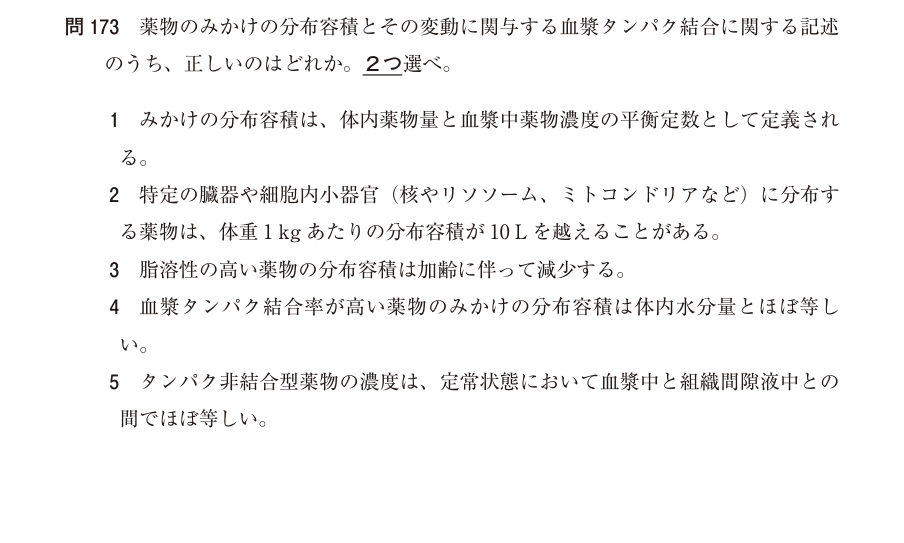 問 173　薬物のみかけの分布容積とその変動に関与する血漿タンパク結合に関する記述
のうち、正しいのはどれか。２つ選べ。
1　みかけの分布容積は、体内薬物量と血漿中薬物濃度の平衡定数として定義され
る。
2　特定の臓器や細胞内小器官（核やリソソーム、ミトコンドリアなど）に分布す
る薬物は、体重 1 kg あたりの分布容積が 10 L を越えることがある。
3　脂溶性の高い薬物の分布容積は加齢に伴って減少する。
4　血漿タンパク結合率が高い薬物のみかけの分布容積は体内水分量とほぼ等し
い。
5　タンパク非結合型薬物の濃度は、定常状態において血漿中と組織間隙液中との
間でほぼ等しい。